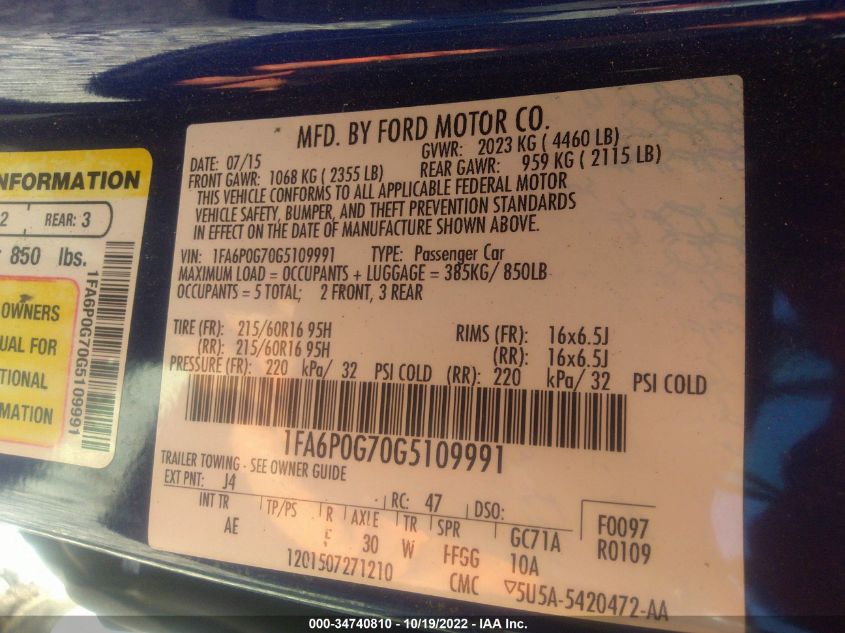 NFORMATION
2 REAR: 3
850 lbs.
1FA6P0G70G5109991
OWNERS
UAL FOR
TIONAL
MATION
MFD. BY FORD MOTOR CO.
DATE: 07/15 GVWR: 2023 KG ( 4460 LB)
FRONT GAWR: 1068 KG ( 2355 LB) REAR GAWR: 959 KG ( 2115 LB)
THIS VEHICLE CONFORMS TO ALL APPLICABLE FEDERAL MOTOR
VEHICLE SAFETY, BUMPER, AND THEFT PREVENTION STANDARDS
IN EFFECT ON THE DATE OF MANUFACTURE SHOWN ABOVE.
VIN: 1FA6P0G70G5109991 TYPE: Passenger Car
MAXIMUM LOAD = OCCUPANTS + LUGGAGE = 385KG/ 850LB
OCCUPANTS = 5 TOTAL; 2 FRONT, 3 REAR
TIRE (FR): 215/60R16 95H RIMS (FR): 16x6.5J
(RR): 215/60R16 95H (RR): 16x6.5J
PRESSURE (FR): 220 kPa/ 32 PSI COLD (RR): 220 kPa/ 32 PSI COLD
1FA6P0G70G5109991
TRAILER TOWING - SEE OWNER GUIDE
EXT PNT: J4 RC: 47 DSO:
INT TR TP/PS R AXLE TR SPR GC71A F0097
AE E 30 W FFGG 10A R0109
1201507271210 CMC ▽5U5A-5420472-AA
000-34740810 - 10/19/2022 - IAA Inc.